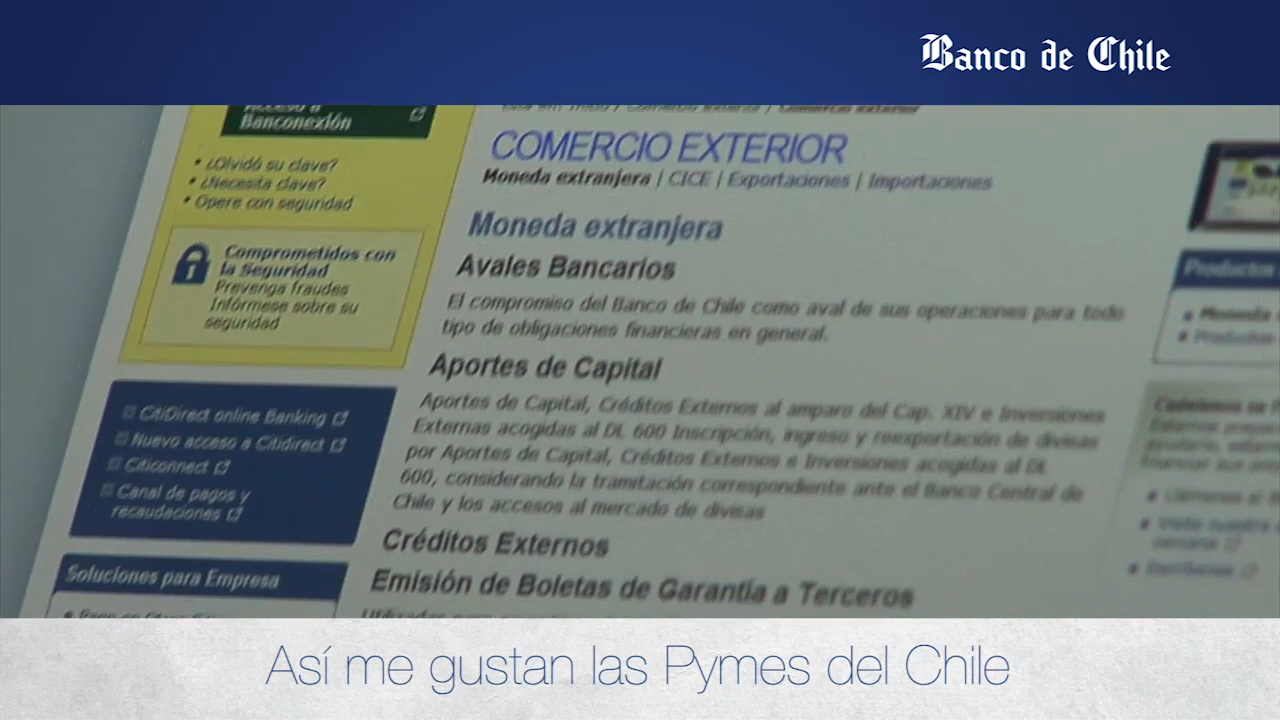 Banco de Chile
Acceso a
Banconexión
• ¿Olvidó su clave?
• ¿Necesita clave?
• Opere con seguridad
Comprometidos con
la Seguridad
Prevenga fraudes
Infórmese sobre su
seguridad
CitiDirect online Banking
Nuevo acceso a Citidirect
Citiconnect
Canal de pagos y
recaudaciones
Soluciones para Empresa
COMERCIO EXTERIOR
Moneda extranjera | CICE | Exportaciones | Importaciones
Moneda extranjera
Avales Bancarios
El compromiso del Banco de Chile como aval de sus operaciones para todo
tipo de obligaciones financieras en general.
Aportes de Capital
Aportes de Capital, Créditos Externos al amparo del Cap. XIV e Inversiones
Externas acogidas al DL 600 Inscripción, ingreso y reexportación de divisas
por Aportes de Capital, Créditos Externos e Inversiones acogidas al DL
600, considerando la tramitación correspondiente ante el Banco Central de
Chile y los accesos al mercado de divisas
Créditos Externos
Emisión de Boletas de Garantía a Terceros
Productos
• Moneda
• Productos
Así me gustan las Pymes del Chile